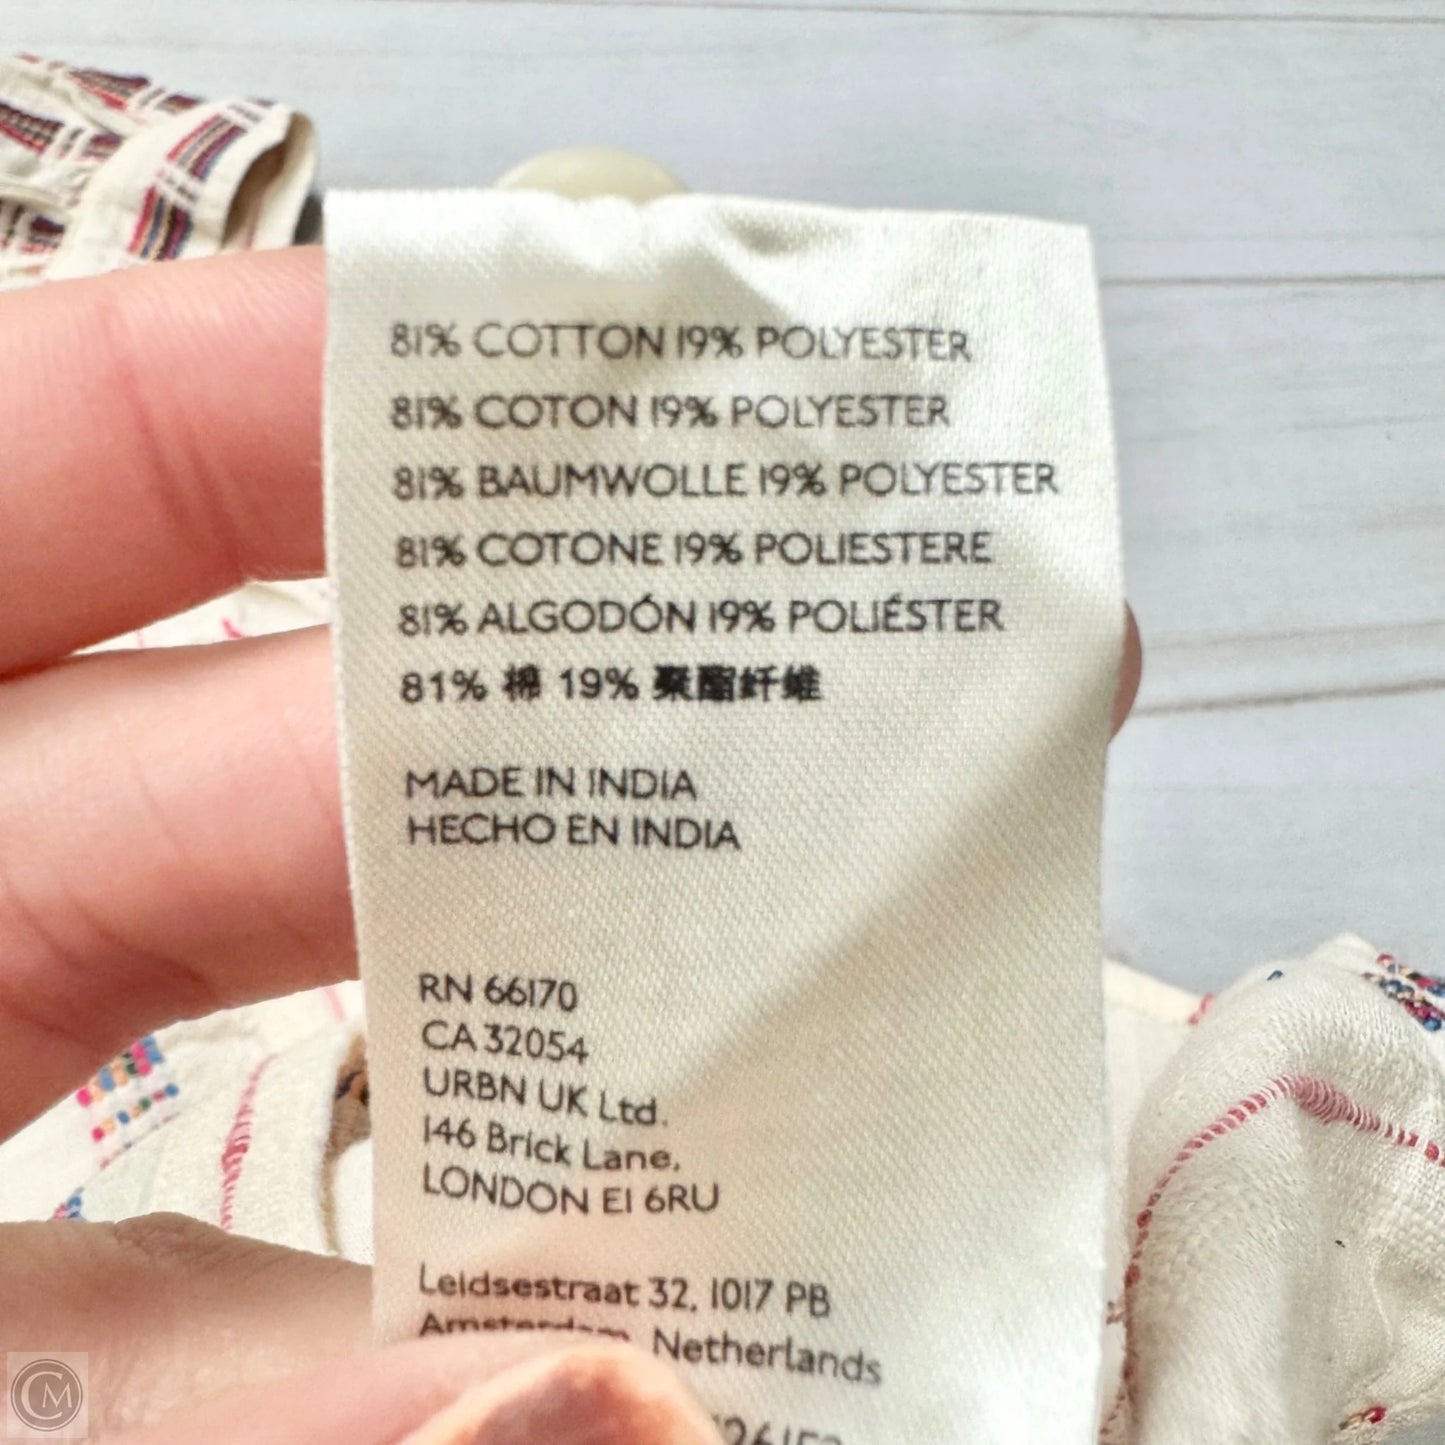 81% COTTON 19% POLYESTER
81% COTON 19% POLYESTER
81% BAUMWOLLE 19% POLYESTER
81% COTONE 19% POLIESTERE
81% ALGODÓN 19% POLIÉSTER
81% 棉 19% 聚酯纤维
MADE IN INDIA
HECHO EN INDIA
RN 66170
CA 32054
URBN UK Ltd.
146 Brick Lane,
LONDON E1 6RU
Leidsestraat 32, 1017 PB
Amsterdam, Netherlands
CM